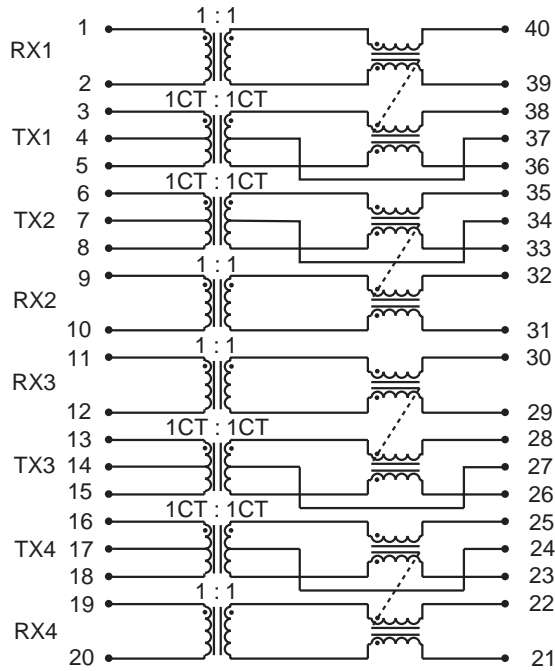 1 : 1
1 40
RX1
2 39
1CT : 1CT
3 38
TX1 4 37
5 36
1CT : 1CT
6 35
TX2 7 34
8 33
1 : 1
9 32
RX2
10 31
1 : 1
11 30
RX3
12 29
1CT : 1CT
13 28
TX3 14 27
15 26
1CT : 1CT
16 25
TX4 17 24
18 23
1 : 1
19 22
RX4
20 21